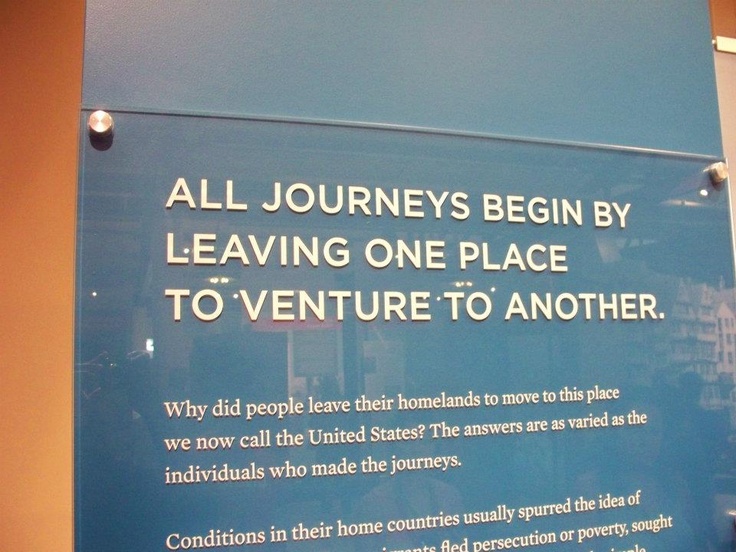 ALL JOURNEYS BEGIN BY
LEAVING ONE PLACE
TO VENTURE TO ANOTHER.
Why did people leave their homelands to move to this place
we now call the United States? The answers are as varied as the
individuals who made the journeys.
Conditions in their home countries usually spurred the idea of
fled persecution or poverty, sought